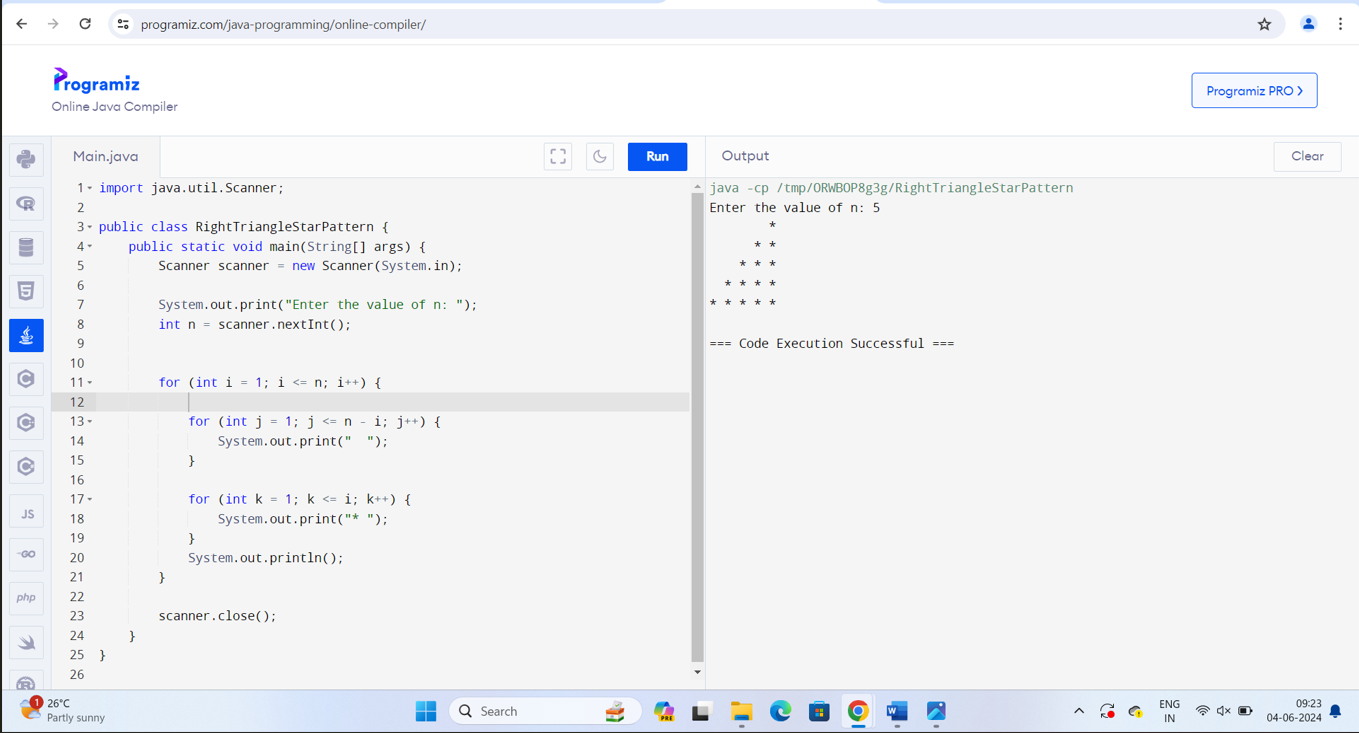 programiz.com/java-programming/online-compiler/
Programiz
Online Java Compiler
Programiz PRO
Main.java
Run
Output
Clear
1 import java.util.Scanner;
2
3 public class RightTriangleStarPattern {
4     public static void main(String[] args) {
5         Scanner scanner = new Scanner(System.in);
6
7         System.out.print("Enter the value of n: ");
8         int n = scanner.nextInt();
9
10
11         for (int i = 1; i <= n; i++) {
12
13             for (int j = 1; j <= n - i; j++) {
14                 System.out.print("  ");
15             }
16
17             for (int k = 1; k <= i; k++) {
18                 System.out.print("* ");
19             }
20             System.out.println();
21         }
22
23         scanner.close();
24     }
25 }
26
java -cp /tmp/ORWBOP8g3g/RightTriangleStarPattern
Enter the value of n: 5
        *
      * *
    * * *
  * * * *
* * * * *
=== Code Execution Successful ===
R
5
C
C
C
JS
GO
php
R
1
26°C
Partly sunny
Search
PRE
W
ENG
IN
09:23
04-06-2024